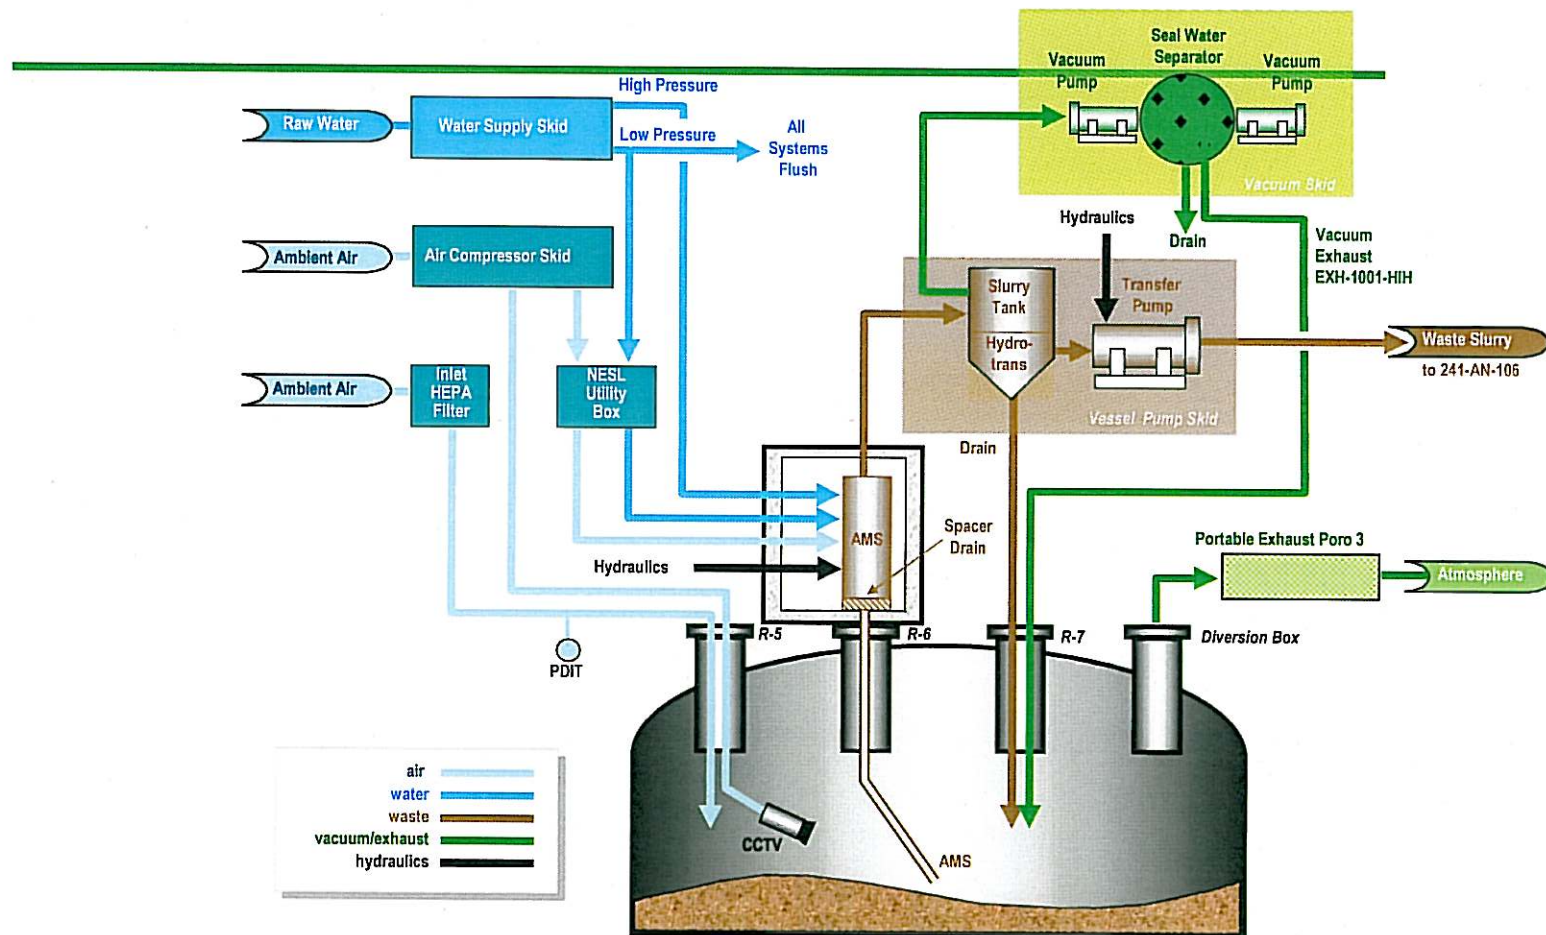 Seal Water
Separator
Vacuum
Pump
Vacuum
Pump
High Pressure
Raw Water
Water Supply Skid
Low Pressure
All
Systems
Flush
Vacuum Skid
Hydraulics
Drain
Vacuum
Exhaust
EXH-1001-HIH
Ambient Air
Air Compressor Skid
Slurry
Tank
Transfer
Pump
Hydro-
trans
Waste Slurry
to 241-AN-106
Ambient Air
Inlet
HEPA
Filter
NESL
Utility
Box
Vessel Pump Skid
Drain
AMS
Spacer
Drain
Hydraulics
Portable Exhaust Poro 3
Atmosphere
R-5
R-6
R-7
Diversion Box
PDIT
air
water
waste
vacuum/exhaust
hydraulics
CCTV
AMS